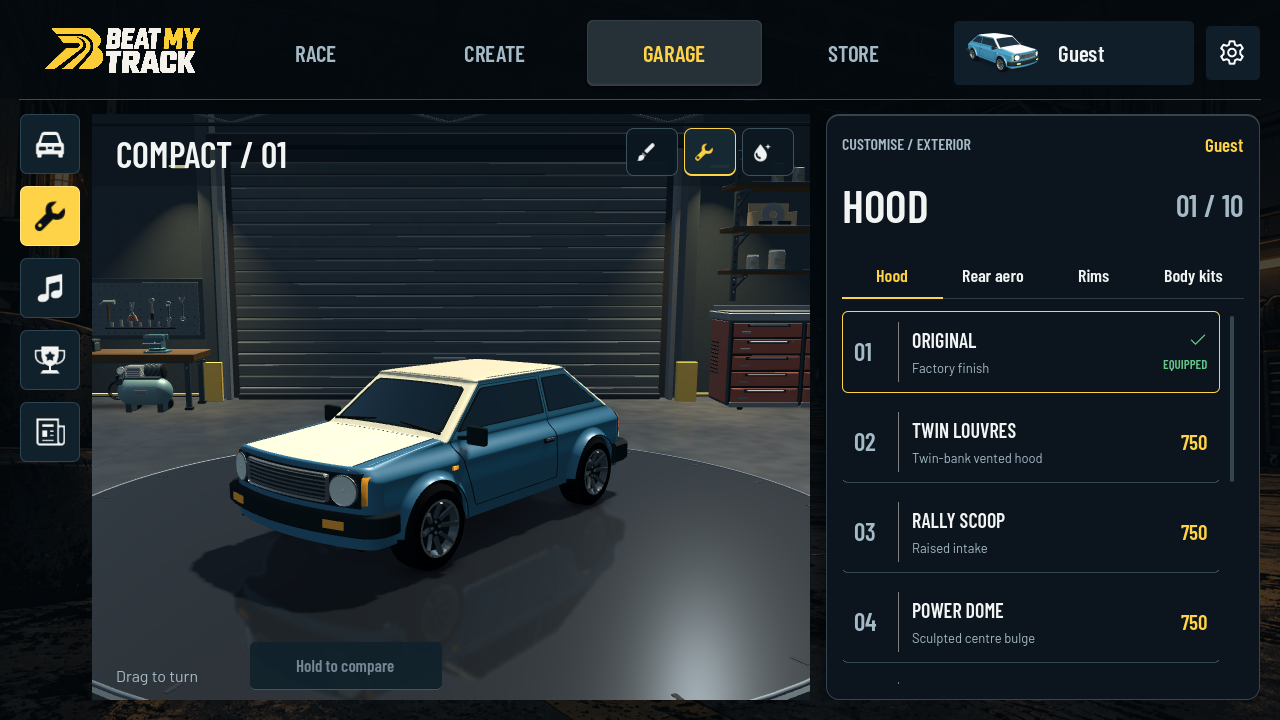 BEAT MY
TRACK
RACE
CREATE
GARAGE
STORE
Guest
COMPACT / 01
CUSTOMISE / EXTERIOR
Guest
HOOD
01 / 10
Hood
Rear aero
Rims
Body kits
01
ORIGINAL
Factory finish
EQUIPPED
02
TWIN LOUVRES
Twin-bank vented hood
750
03
RALLY SCOOP
Raised intake
750
04
POWER DOME
Sculpted centre bulge
750
Hold to compare
Drag to turn